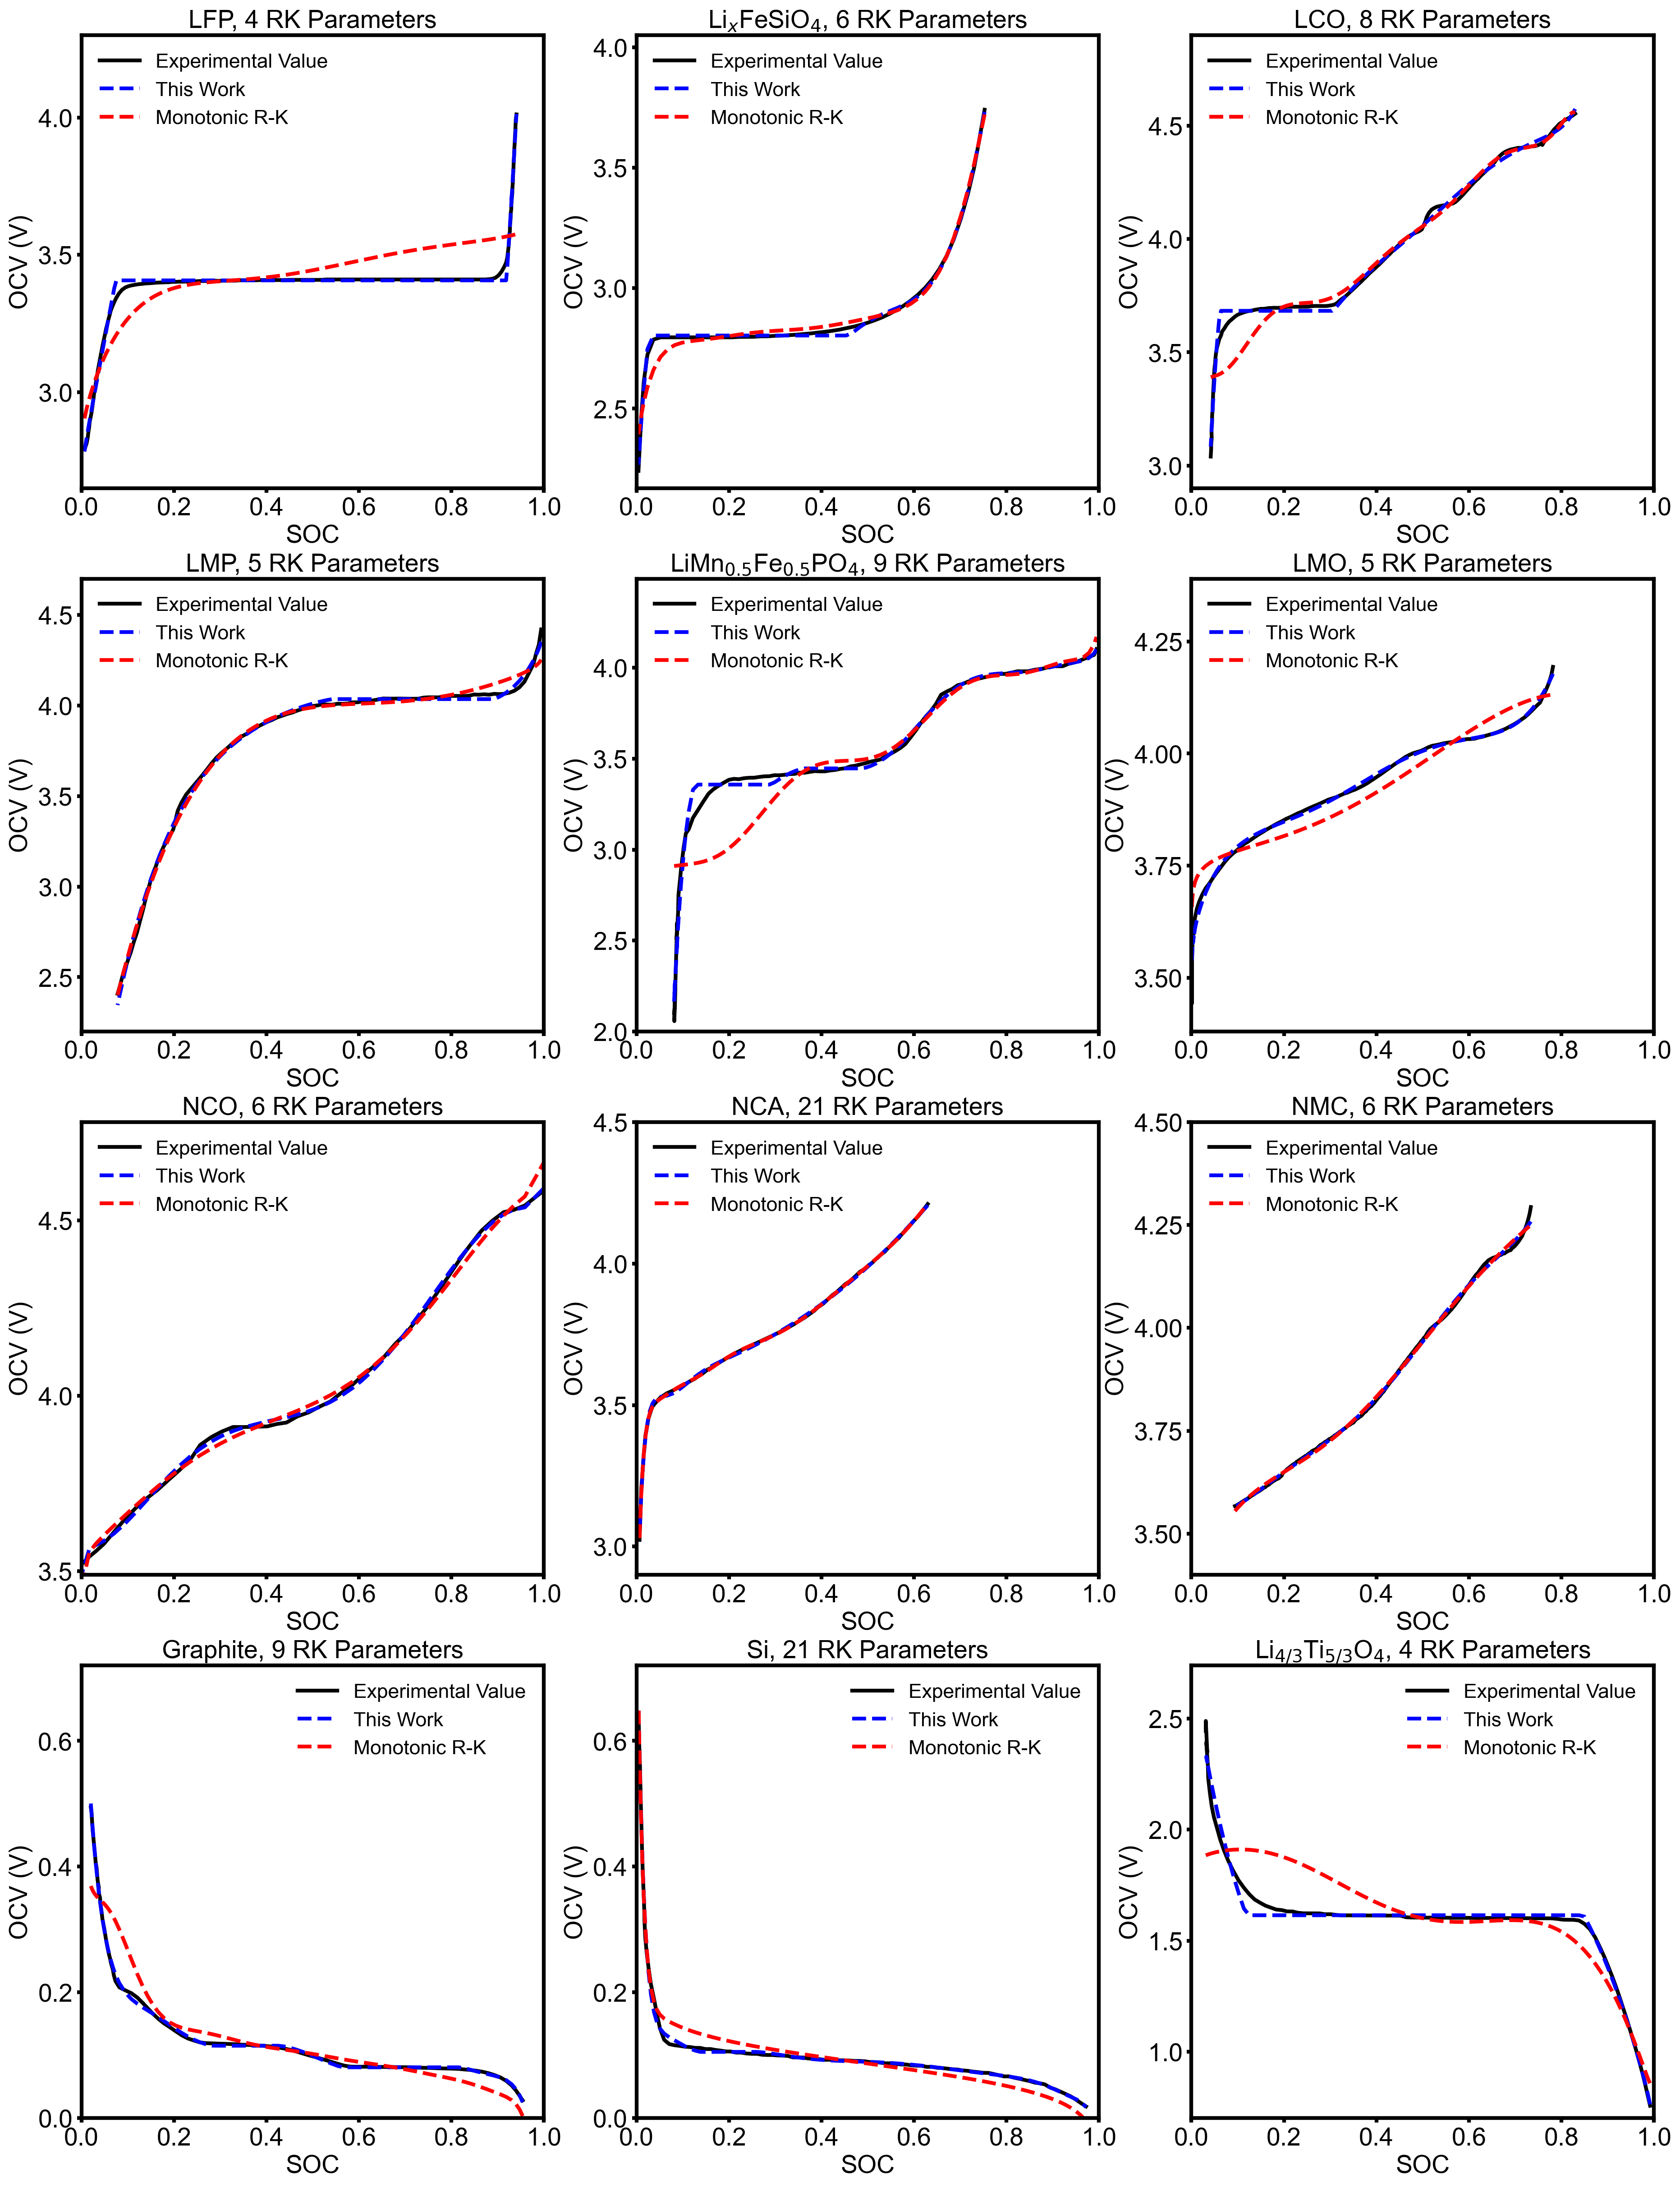 LFP, 4 RK Parameters
Experimental Value
This Work
Monotonic R-K
4.0
3.5
3.0
OCV (V)
0.0 0.2 0.4 0.6 0.8 1.0
SOC
LiₓFeSiO₄, 6 RK Parameters
Experimental Value
This Work
Monotonic R-K
4.0
3.5
3.0
2.5
OCV (V)
0.0 0.2 0.4 0.6 0.8 1.0
SOC
LCO, 8 RK Parameters
Experimental Value
This Work
Monotonic R-K
4.5
4.0
3.5
3.0
OCV (V)
0.0 0.2 0.4 0.6 0.8 1.0
SOC
LMP, 5 RK Parameters
Experimental Value
This Work
Monotonic R-K
4.5
4.0
3.5
3.0
2.5
OCV (V)
0.0 0.2 0.4 0.6 0.8 1.0
SOC
LiMn₀.₅Fe₀.₅PO₄, 9 RK Parameters
Experimental Value
This Work
Monotonic R-K
4.0
3.5
3.0
2.5
2.0
OCV (V)
0.0 0.2 0.4 0.6 0.8 1.0
SOC
LMO, 5 RK Parameters
Experimental Value
This Work
Monotonic R-K
4.25
4.00
3.75
3.50
OCV (V)
0.0 0.2 0.4 0.6 0.8 1.0
SOC
NCO, 6 RK Parameters
Experimental Value
This Work
Monotonic R-K
4.5
4.0
3.5
OCV (V)
0.0 0.2 0.4 0.6 0.8 1.0
SOC
NCA, 21 RK Parameters
Experimental Value
This Work
Monotonic R-K
4.5
4.0
3.5
3.0
OCV (V)
0.0 0.2 0.4 0.6 0.8 1.0
SOC
NMC, 6 RK Parameters
Experimental Value
This Work
Monotonic R-K
4.50
4.25
4.00
3.75
3.50
OCV (V)
0.0 0.2 0.4 0.6 0.8 1.0
SOC
Graphite, 9 RK Parameters
Experimental Value
This Work
Monotonic R-K
0.6
0.4
0.2
0.0
OCV (V)
0.0 0.2 0.4 0.6 0.8 1.0
SOC
Si, 21 RK Parameters
Experimental Value
This Work
Monotonic R-K
0.6
0.4
0.2
0.0
OCV (V)
0.0 0.2 0.4 0.6 0.8 1.0
SOC
Li₄/₃Ti₅/₃O₄, 4 RK Parameters
Experimental Value
This Work
Monotonic R-K
2.5
2.0
1.5
1.0
OCV (V)
0.0 0.2 0.4 0.6 0.8 1.0
SOC